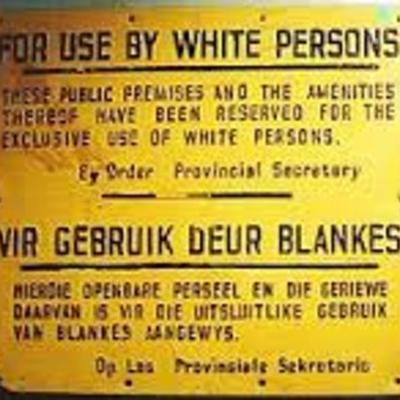 FOR USE BY WHITE PERSONS
THESE PUBLIC PREMISES AND THE AMENITIES
THEREOF HAVE BEEN RESERVED FOR THE
EXCLUSIVE USE OF WHITE PERSONS.
By Order Provincial Secretary
VIR GEBRUIK DEUR BLANKES
HIERDIE OPENBARE PERSEEL EN DIE GERIEWE
DAARVAN IS VIR DIE UITSLUITLIKE GEBRUIK
VAN BLANKES AANGEWYS.
Op Las Provinsiale Sekretaris